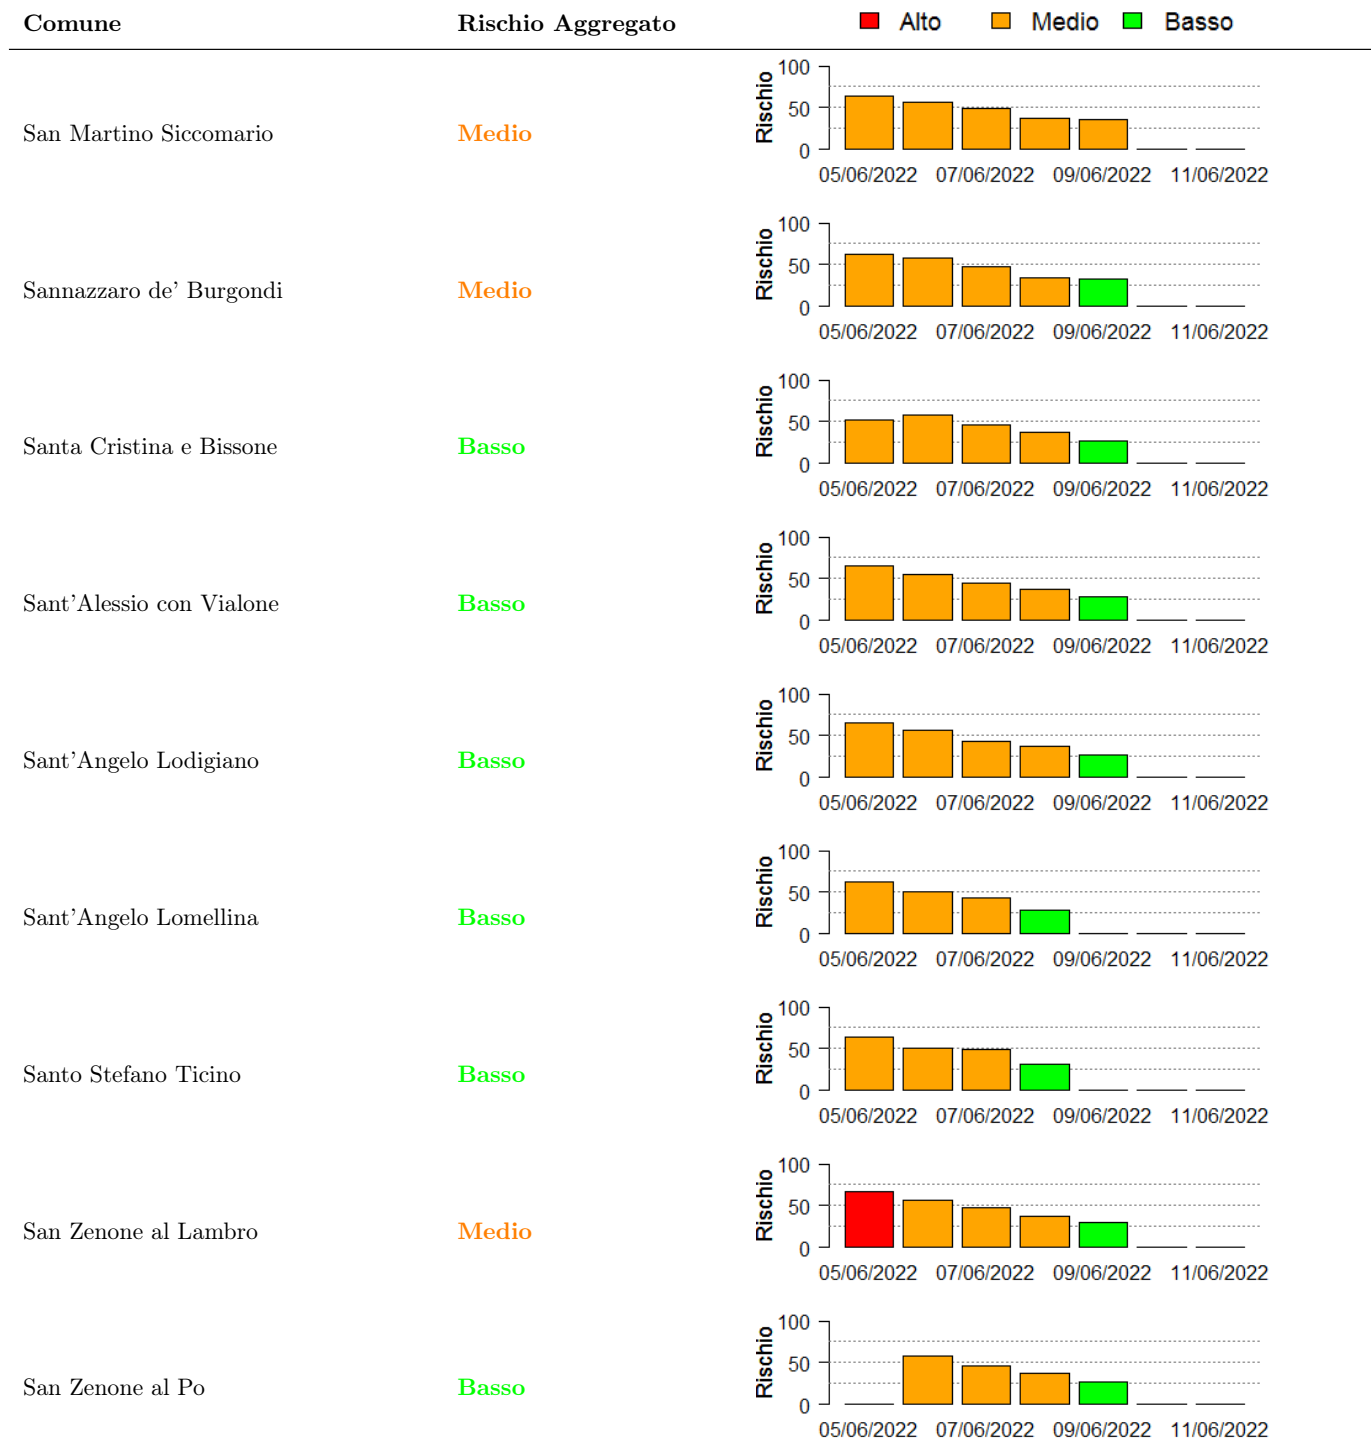 Comune Rischio Aggregato Alto Medio Basso
San Martino Siccomario Medio
Rischio
100
50
0
05/06/2022 07/06/2022 09/06/2022 11/06/2022
Sannazzaro de' Burgondi Medio
Rischio
100
50
0
05/06/2022 07/06/2022 09/06/2022 11/06/2022
Santa Cristina e Bissone Basso
Rischio
100
50
0
05/06/2022 07/06/2022 09/06/2022 11/06/2022
Sant'Alessio con Vialone Basso
Rischio
100
50
0
05/06/2022 07/06/2022 09/06/2022 11/06/2022
Sant'Angelo Lodigiano Basso
Rischio
100
50
0
05/06/2022 07/06/2022 09/06/2022 11/06/2022
Sant'Angelo Lomellina Basso
Rischio
100
50
0
05/06/2022 07/06/2022 09/06/2022 11/06/2022
Santo Stefano Ticino Basso
Rischio
100
50
0
05/06/2022 07/06/2022 09/06/2022 11/06/2022
San Zenone al Lambro Medio
Rischio
100
50
0
05/06/2022 07/06/2022 09/06/2022 11/06/2022
San Zenone al Po Basso
Rischio
100
50
0
05/06/2022 07/06/2022 09/06/2022 11/06/2022